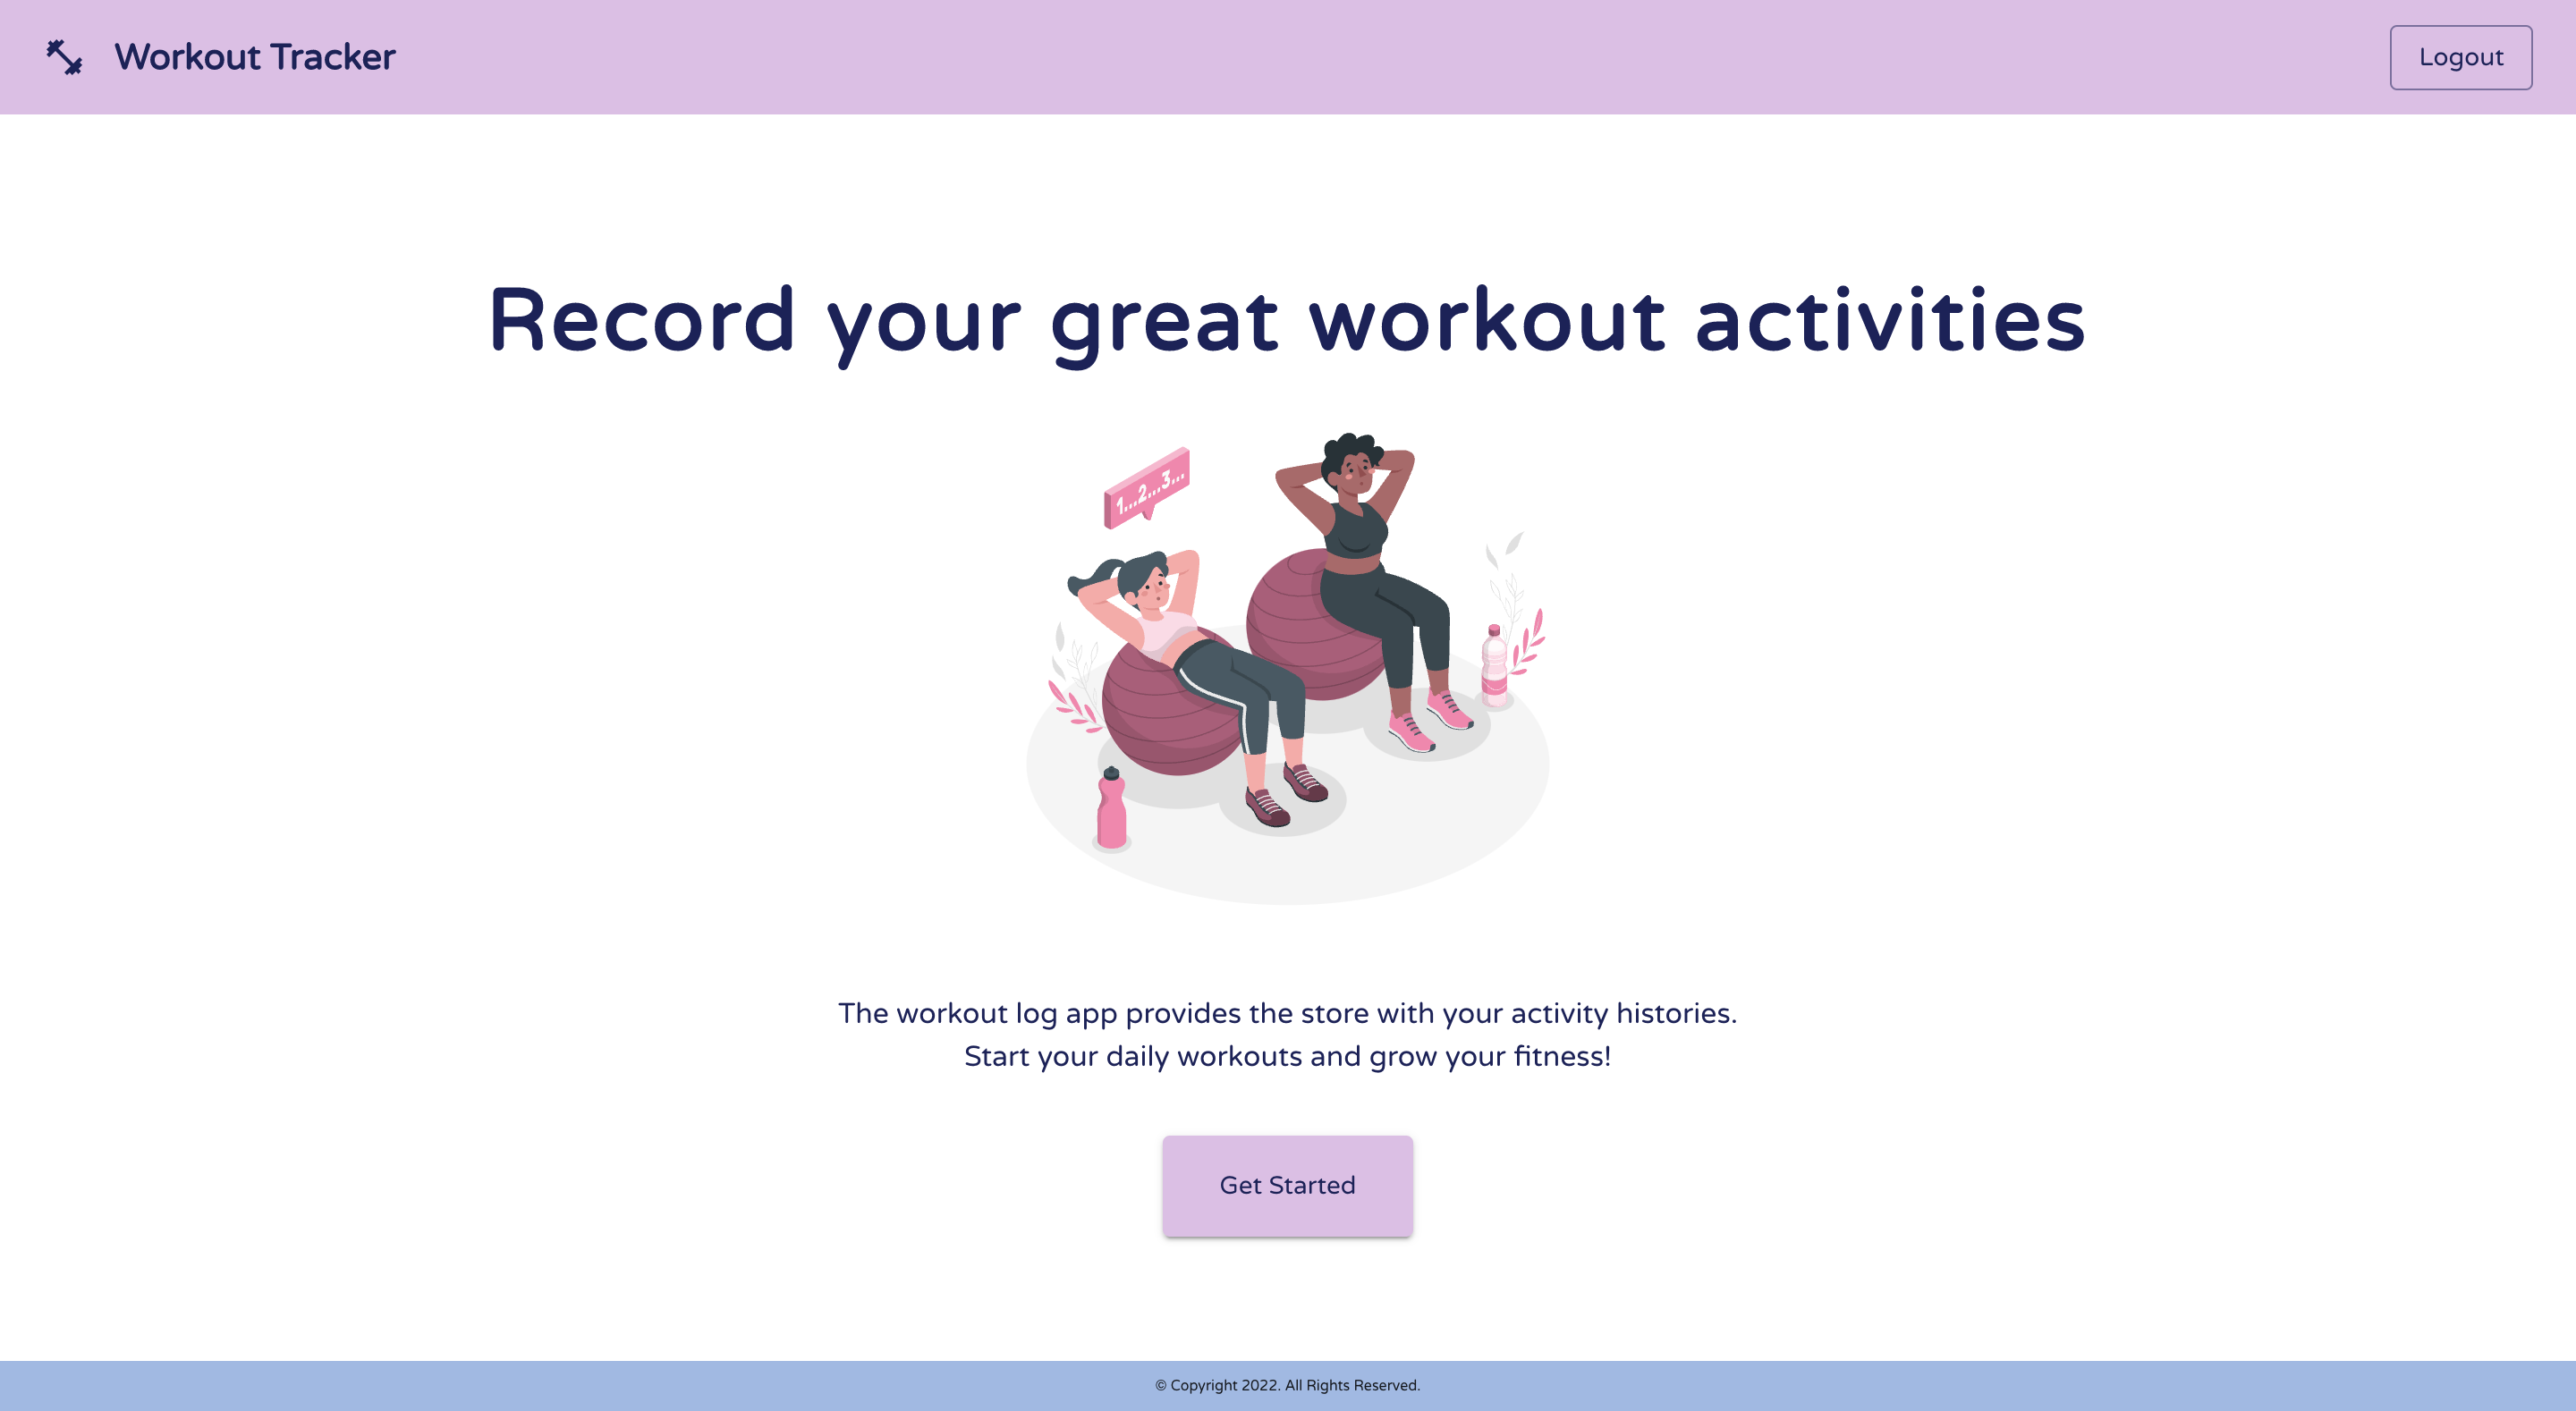 Workout Tracker
Logout
Record your great workout activities
1...2...3...
The workout log app provides the store with your activity histories.
Start your daily workouts and grow your fitness!
Get Started
© Copyright 2022. All Rights Reserved.